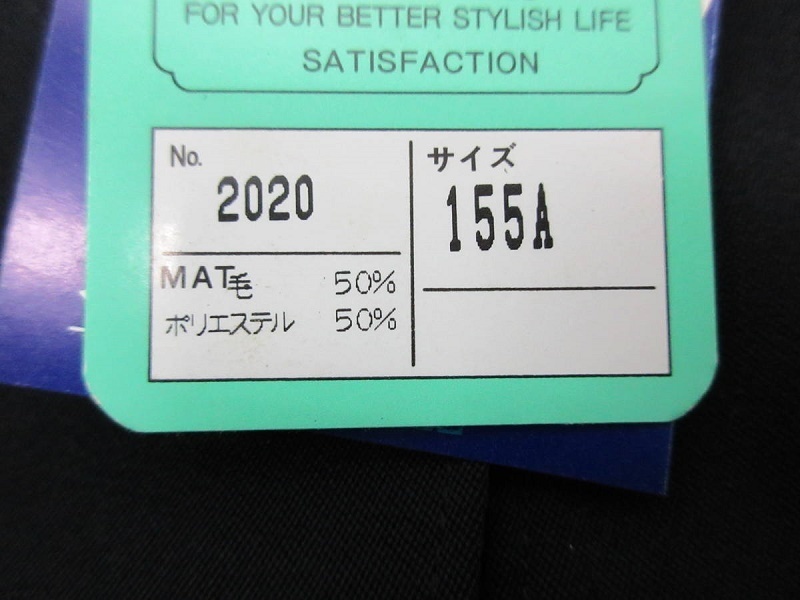 FOR YOUR BETTER STYLISH LIFE
SATISFACTION
No.
2020
サイズ
155A
MAT毛 50%
ポリエステル 50%